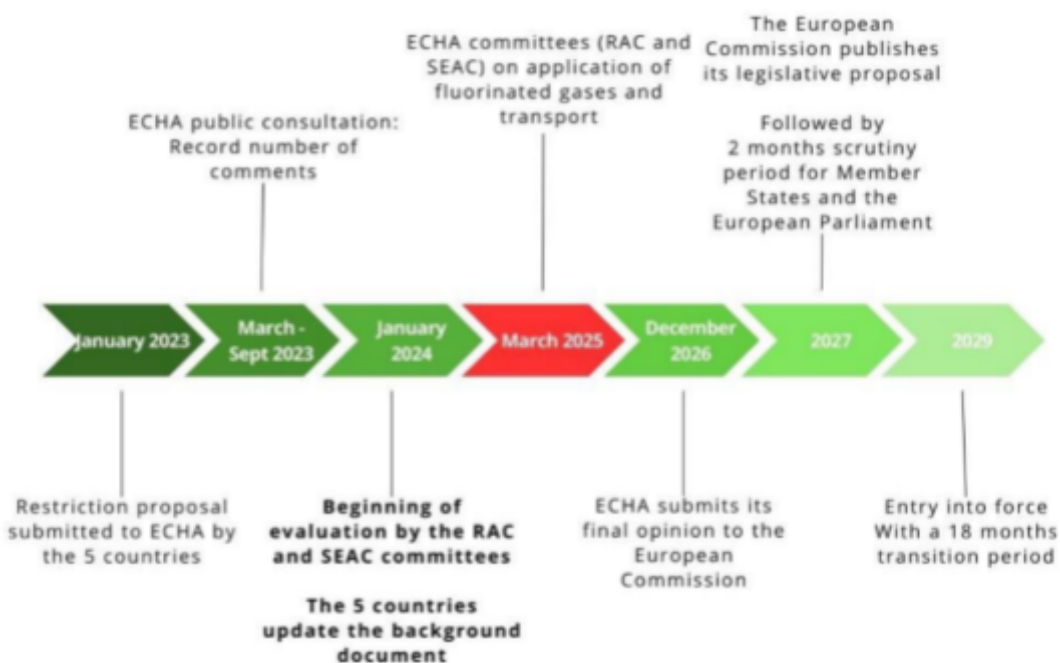 ECHA committees (RAC and
SEAC) on application of
fluorinated gases and
transport
The European
Commission publishes
its legislative proposal
Followed by
2 months scrutiny
period for Member
States and the
European Parliament
ECHA public consultation:
Record number of
comments
January 2023
March -
Sept 2023
January
2024
March 2025
December
2026
2027
2029
Restriction proposal
submitted to ECHA by
the 5 countries
Beginning of
evaluation by the RAC
and SEAC committees
The 5 countries
update the background
document
ECHA submits its
final opinion to the
European
Commission
Entry into force
With a 18 months
transition period